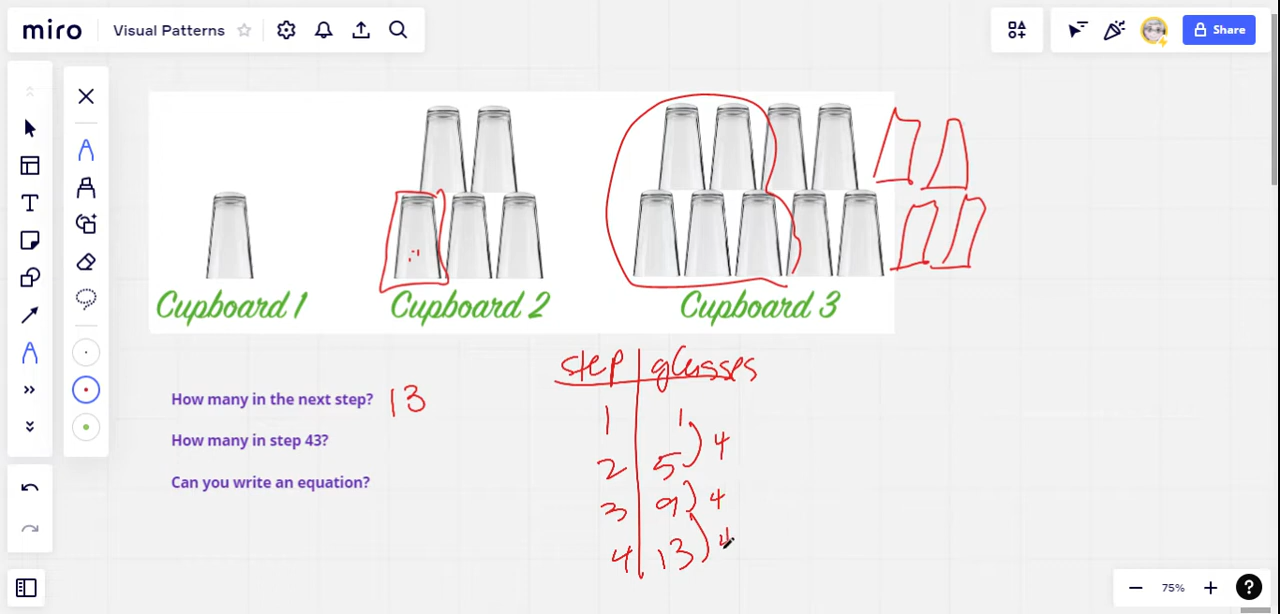 miro Visual Patterns Share
Cupboard 1 Cupboard 2 Cupboard 3
step glasses
How many in the next step? 13
How many in step 43?
Can you write an equation?
1 1
4
2 5
4
3 9
4
4 13
75%